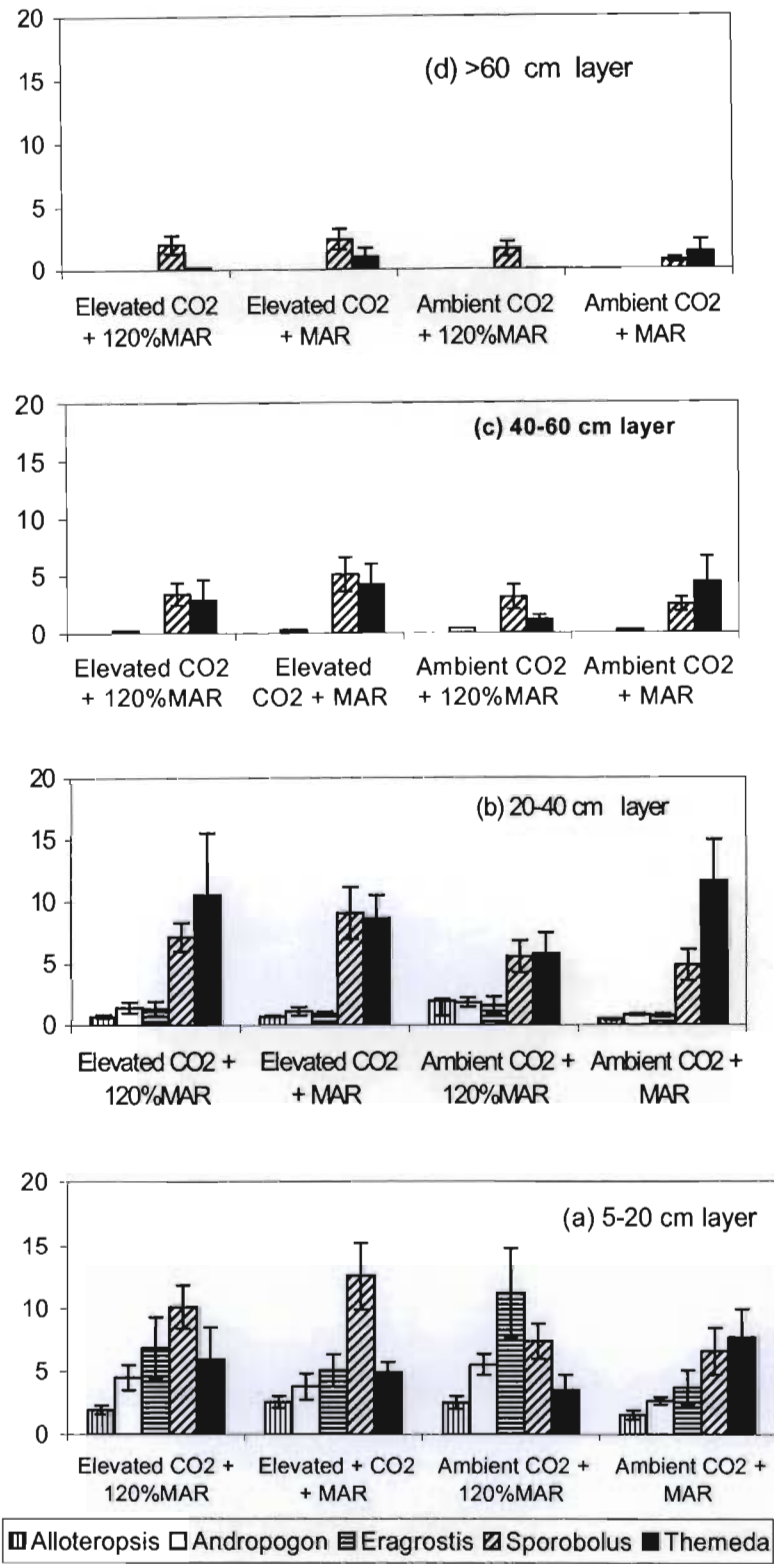 20
(d) >60 cm layer
15
10
5
0
Elevated CO2 Elevated CO2 Ambient CO2 Ambient CO2
+ 120%MAR + MAR + 120%MAR + MAR
20
(c) 40-60 cm layer
15
10
5
0
Elevated CO2 Elevated Ambient CO2 Ambient CO2
+ 120%MAR CO2 + MAR + 120%MAR + MAR
20
(b) 20-40 cm layer
15
10
5
0
Elevated CO2 + Elevated CO2 Ambient CO2 + Ambient CO2 +
120%MAR + MAR 120%MAR MAR
20
(a) 5-20 cm layer
15
10
5
0
Elevated CO2 + Elevated + CO2 Ambient CO2 + Ambient CO2 +
120%MAR + MAR 120%MAR MAR
Alloteropsis Andropogon Eragrostis Sporobolus Themeda